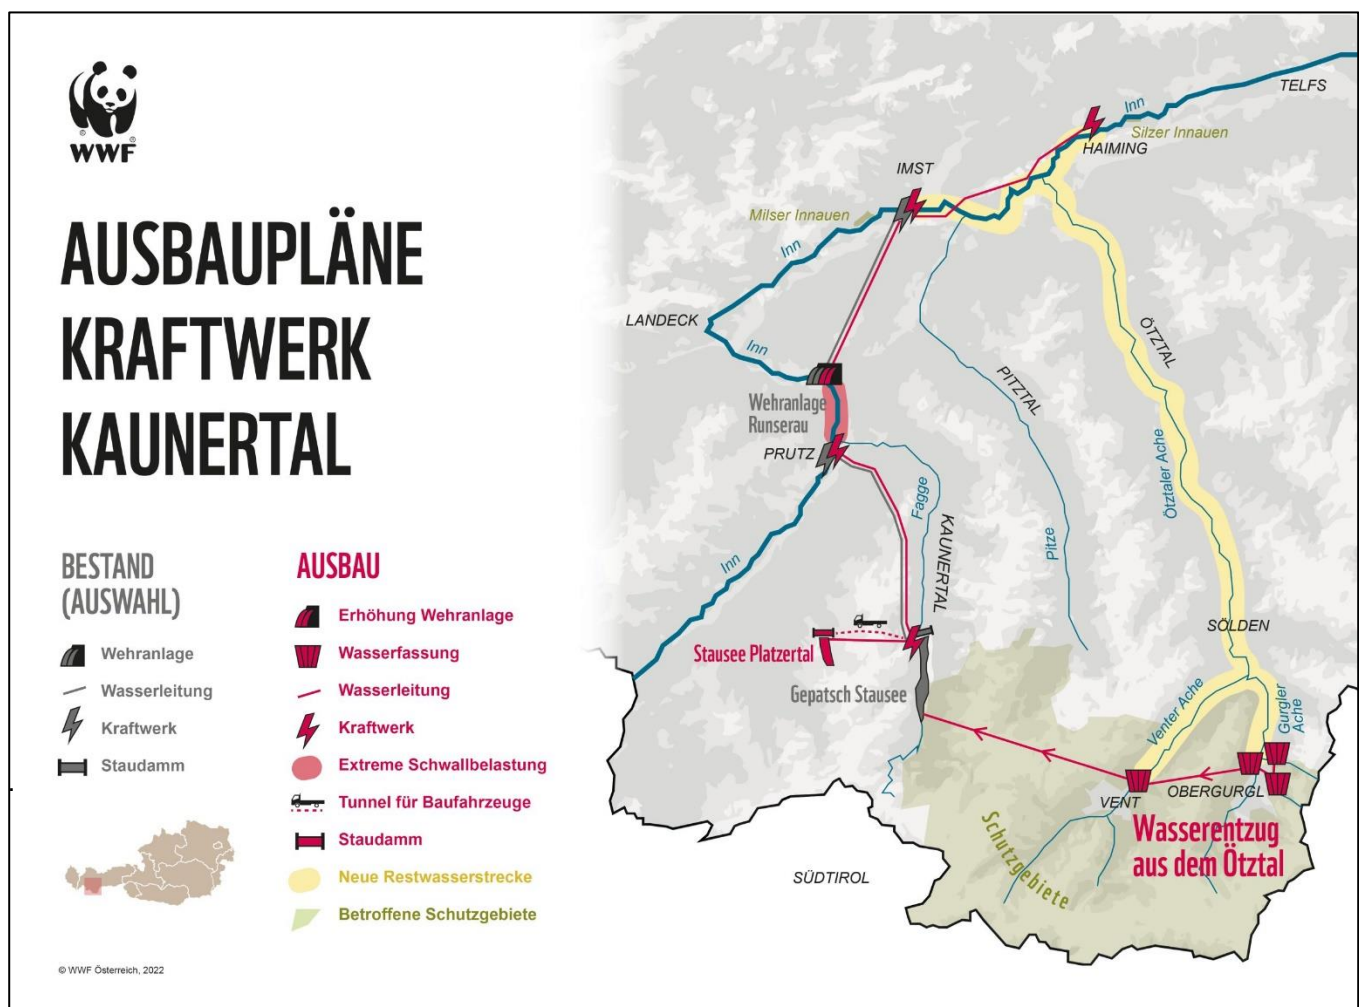 WWF
AUSBAUPLÄNE
KRAFTWERK
KAUNERTAL
BESTAND
(AUSWAHL)
Wehranlage
Wasserleitung
Kraftwerk
Staudamm
AUSBAU
Erhöhung Wehranlage
Wasserfassung
Wasserleitung
Kraftwerk
Extreme Schwallbelastung
Tunnel für Baufahrzeuge
Staudamm
Neue Restwasserstrecke
Betroffene Schutzgebiete
© WWF Österreich, 2022
TELFS
Inn
Silzer Innauen
HAIMING
IMST
Milser Innauen
Inn
LANDECK
Inn
ÖTZTAL
PITZTAL
Wehranlage
Runserau
PRUTZ
Ötztaler Ache
Fagge
KAUNERTAL
Pitze
Inn
SÖLDEN
Stausee Platzertal
Gepatsch Stausee
Venter Ache
Gurgler
Ache
VENT
OBERGURGL
Wasserentzug
aus dem Ötztal
Schutzgebiete
SÜDTIROL